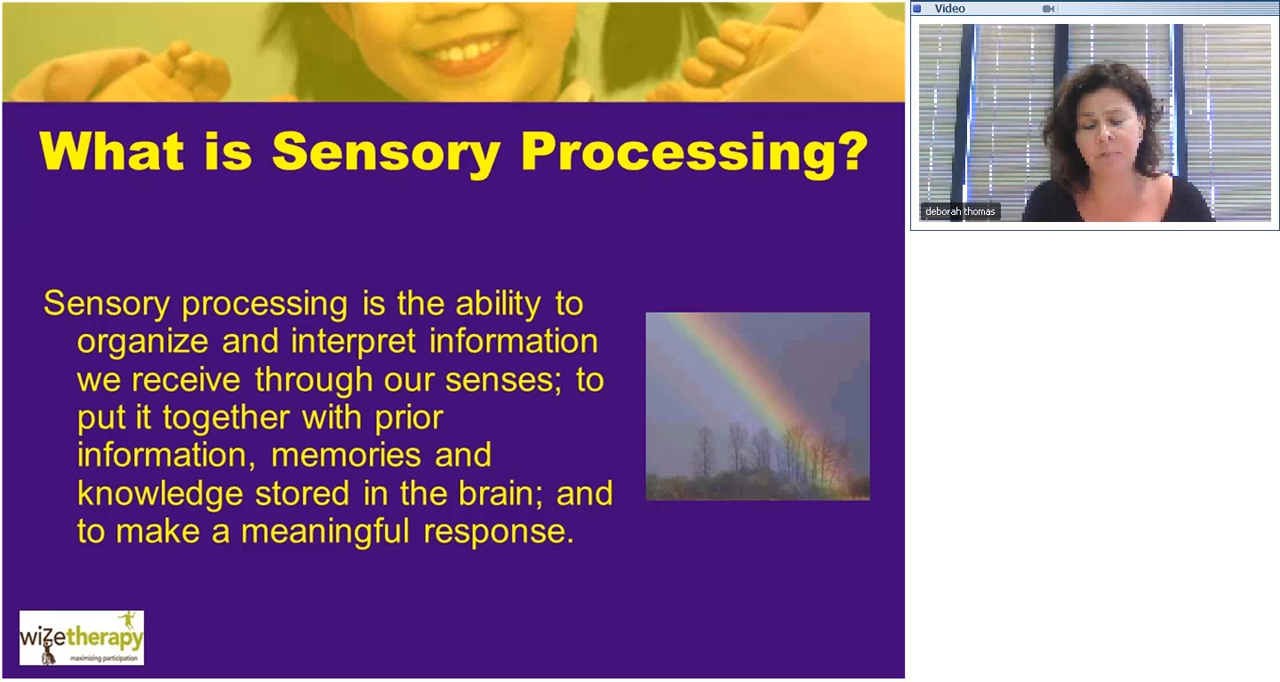 What is Sensory Processing?
Sensory processing is the ability to
organize and interpret information
we receive through our senses; to
put it together with prior
information, memories and
knowledge stored in the brain; and
to make a meaningful response.
wizetherapy
maximizing participation
Video
deborah thomas